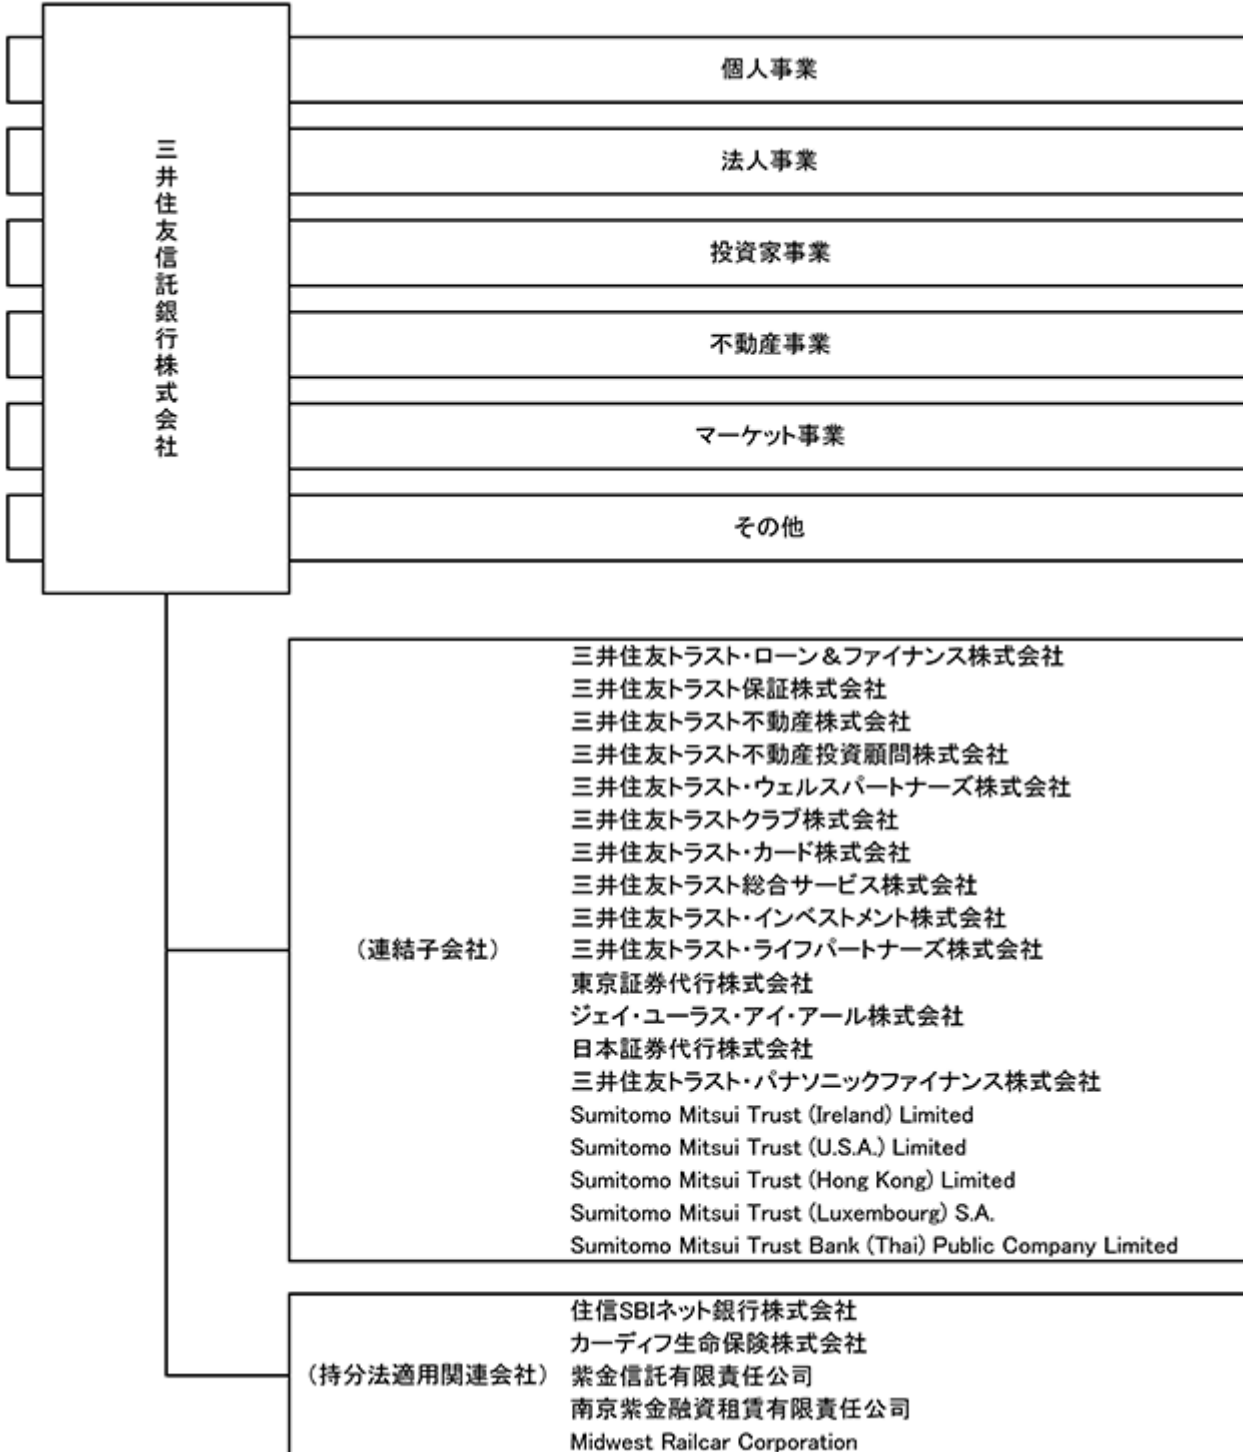 三井住友信託銀行株式会社
個人事業
法人事業
投資家事業
不動産事業
マーケット事業
その他
(連結子会社)
三井住友トラスト・ローン＆ファイナンス株式会社
三井住友トラスト保証株式会社
三井住友トラスト不動産株式会社
三井住友トラスト不動産投資顧問株式会社
三井住友トラスト・ウェルスパートナーズ株式会社
三井住友トラストクラブ株式会社
三井住友トラスト・カード株式会社
三井住友トラスト総合サービス株式会社
三井住友トラスト・インベストメント株式会社
三井住友トラスト・ライフパートナーズ株式会社
東京証券代行株式会社
ジェイ・ユーラス・アイ・アール株式会社
日本証券代行株式会社
三井住友トラスト・パナソニックファイナンス株式会社
Sumitomo Mitsui Trust (Ireland) Limited
Sumitomo Mitsui Trust (U.S.A.) Limited
Sumitomo Mitsui Trust (Hong Kong) Limited
Sumitomo Mitsui Trust (Luxembourg) S.A.
Sumitomo Mitsui Trust Bank (Thai) Public Company Limited
(持分法適用関連会社)
住信SBIネット銀行株式会社
カーディフ生命保険株式会社
紫金信託有限責任公司
南京紫金融資租賃有限責任公司
Midwest Railcar Corporation